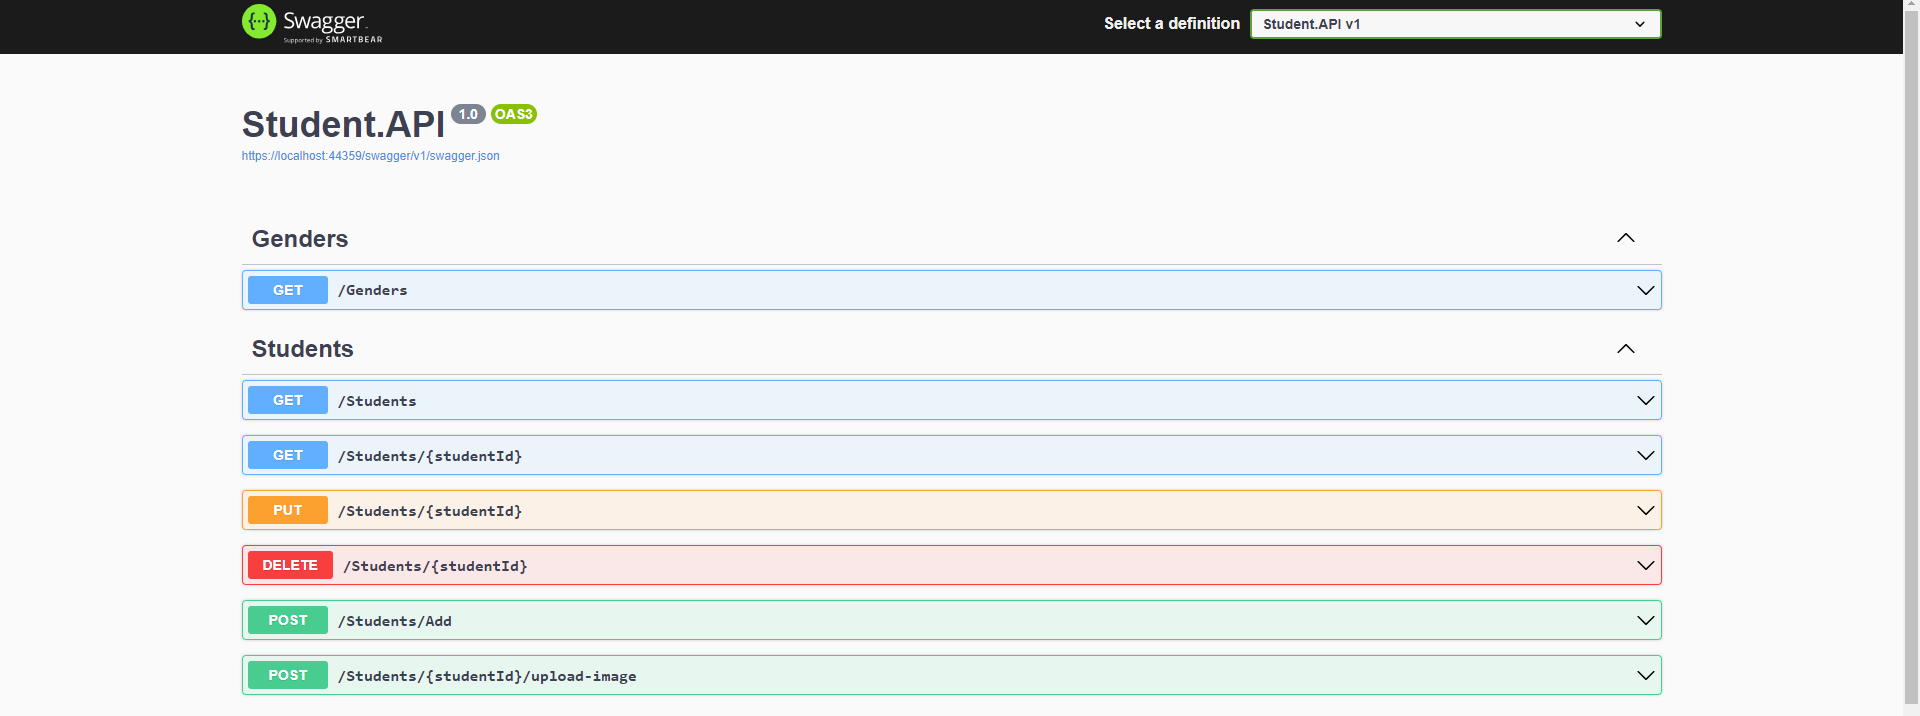 {···} Swagger
Supported by SMARTBEAR
Select a definition
Student.API v1
Student.API 1.0 OAS3
https://localhost:44359/swagger/v1/swagger.json
Genders
GET /Genders
Students
GET /Students
GET /Students/{studentId}
PUT /Students/{studentId}
DELETE /Students/{studentId}
POST /Students/Add
POST /Students/{studentId}/upload-image